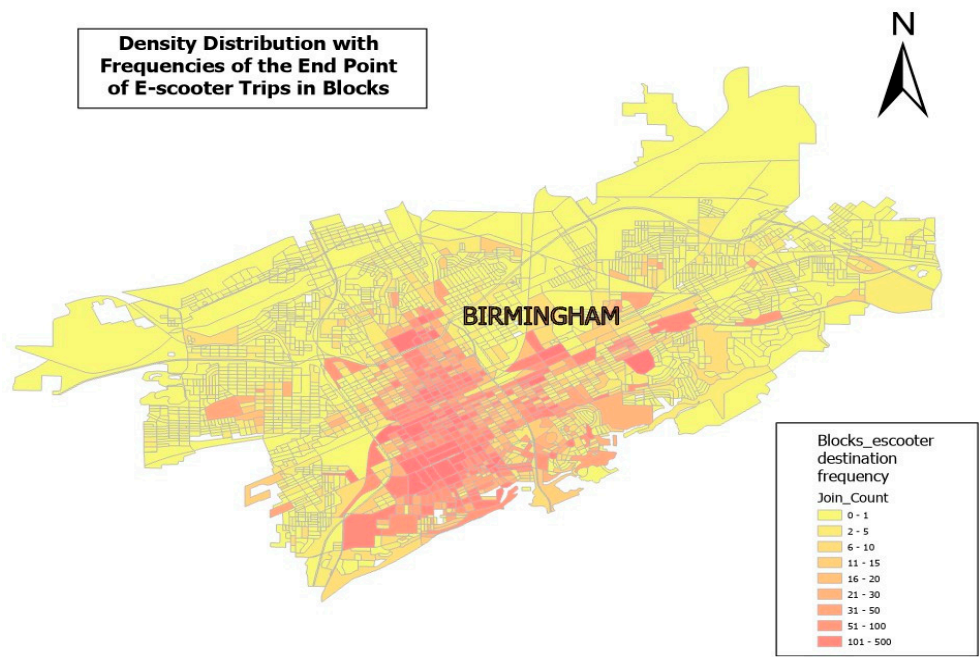 Density Distribution with
Frequencies of the End Point
of E-scooter Trips in Blocks
N
BIRMINGHAM
Blocks_escooter
destination
frequency
Join_Count
0 - 1
2 - 5
6 - 10
11 - 15
16 - 20
21 - 30
31 - 50
51 - 100
101 - 500